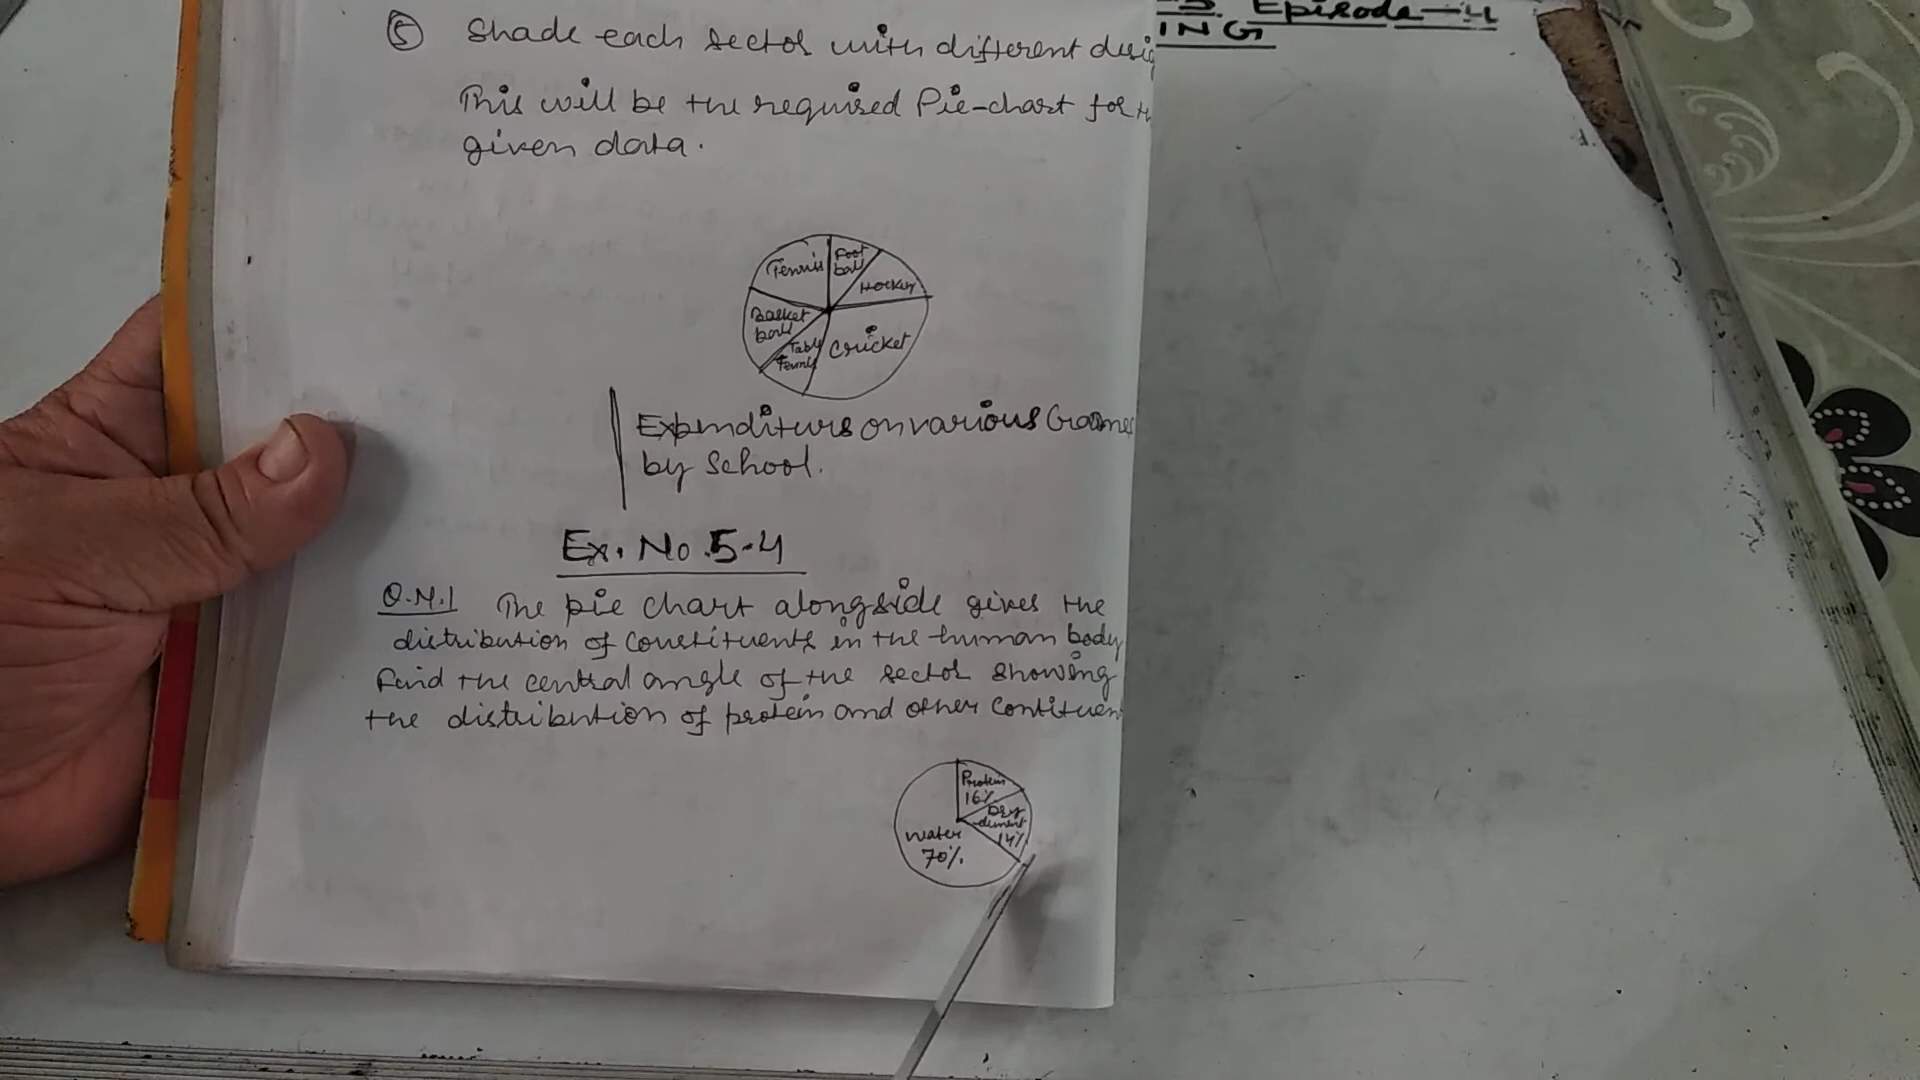 Episode-4
ING
⑤ Shade each sector with different desig
This will be the required Pie-chart for th
given data.
Tennis
Foot
ball
Hockey
Basket
ball
Table
Tennis
Cricket
Expenditure on various Games
by School.
Ex. No. 5.4
Q.N.1 The pie chart alongside gives the
distribution of constituents in the human body
Find the central angle of the sector showing
the distribution of protein and other contituen
Protein
16%
Dry
14%
Water
70%